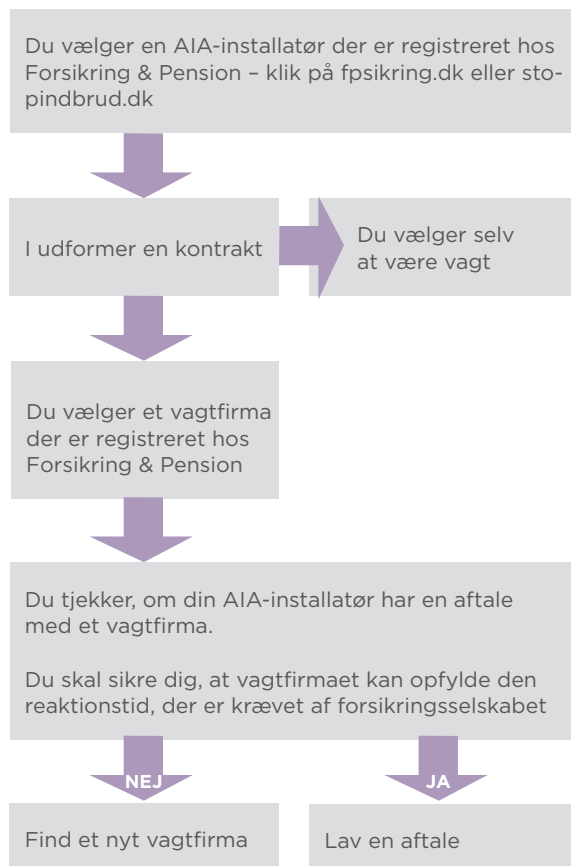 Du vælger en AIA-installatør der er registreret hos
Forsikring & Pension – klik på fpsikring.dk eller sto-
pindbrud.dk
I udformer en kontrakt
Du vælger selv
at være vagt
Du vælger et vagtfirma
der er registreret hos
Forsikring & Pension
Du tjekker, om din AIA-installatør har en aftale
med et vagtfirma.
Du skal sikre dig, at vagtfirmaet kan opfylde den
reaktionstid, der er krævet af forsikringsselskabet
NEJ
JA
Find et nyt vagtfirma
Lav en aftale